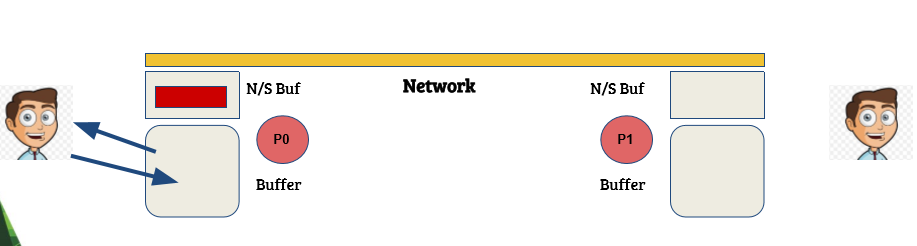 N/S Buf
Network
N/S Buf
P0
P1
Buffer
Buffer